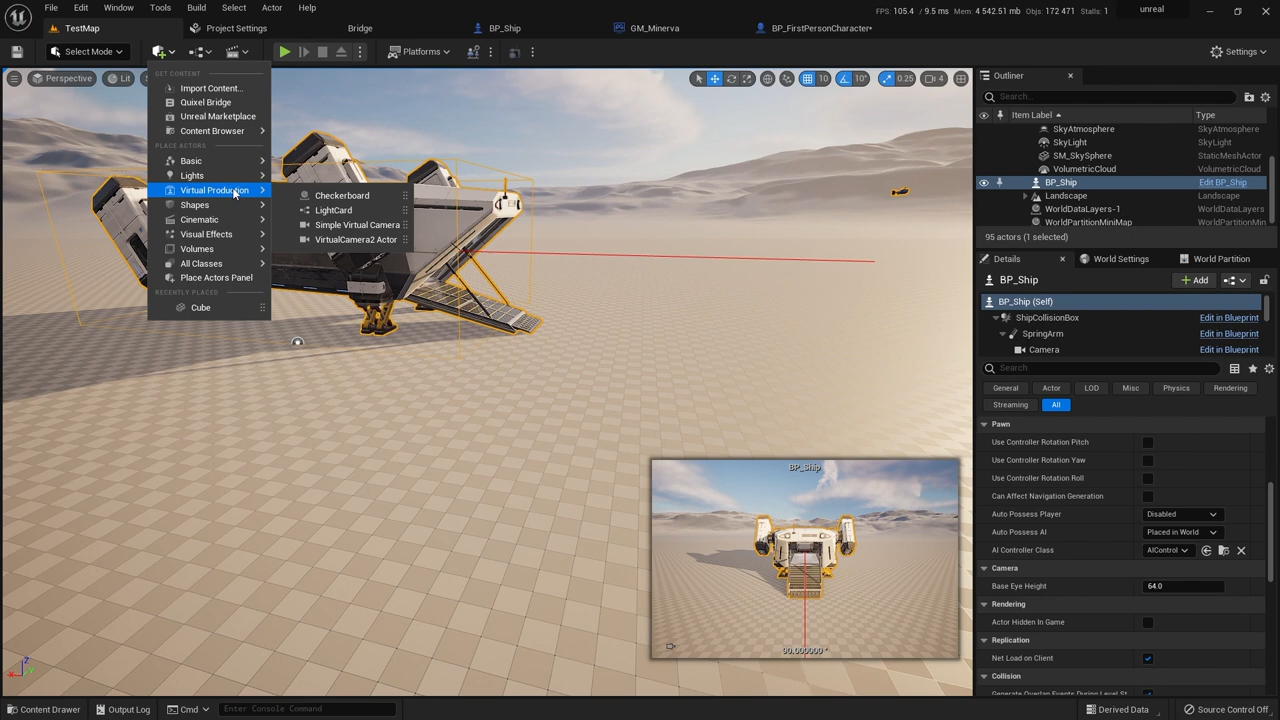 File Edit Window Tools Build Select Actor Help
FPS: 105.4 / 9.5 ms Mem: 4 542.51 mb Objs: 172 471 Stalls: 1
unreal
TestMap Project Settings Bridge BP_Ship GM_Minerva BP_FirstPersonCharacter*
Select Mode Platforms Settings
Perspective Lit 10 10° 0.25 4
GET CONTENT
Import Content...
Quixel Bridge
Unreal Marketplace
Content Browser
PLACE ACTORS
Basic
Lights
Virtual Production
Shapes
Cinematic
Visual Effects
Volumes
All Classes
Place Actors Panel
RECENTLY PLACED
Cube
Checkerboard
LightCard
Simple Virtual Camera
VirtualCamera2 Actor
BP_Ship
90.000000 °
Outliner
Search...
Item Label Type
SkyAtmosphere SkyAtmosphere
SkyLight SkyLight
SM_SkySphere StaticMeshActor
VolumetricCloud VolumetricCloud
BP_Ship Edit BP_Ship
Landscape Landscape
WorldDataLayers-1 WorldDataLayers
WorldPartitionMiniMap WorldPartitionMin
95 actors (1 selected)
Details World Settings World Partition
BP_Ship Add
BP_Ship (Self)
ShipCollisionBox Edit in Blueprint
SpringArm Edit in Blueprint
Camera Edit in Blueprint
Search
General Actor LOD Misc Physics Rendering
Streaming All
Pawn
Use Controller Rotation Pitch
Use Controller Rotation Yaw
Use Controller Rotation Roll
Can Affect Navigation Generation
Auto Possess Player Disabled
Auto Possess AI Placed in World
AI Controller Class AIControl
Camera
Base Eye Height 64.0
Rendering
Actor Hidden In Game
Replication
Net Load on Client
Collision
Generate Overlap Events During Level St
Content Drawer Output Log Cmd Enter Console Command Derived Data Source Control Off